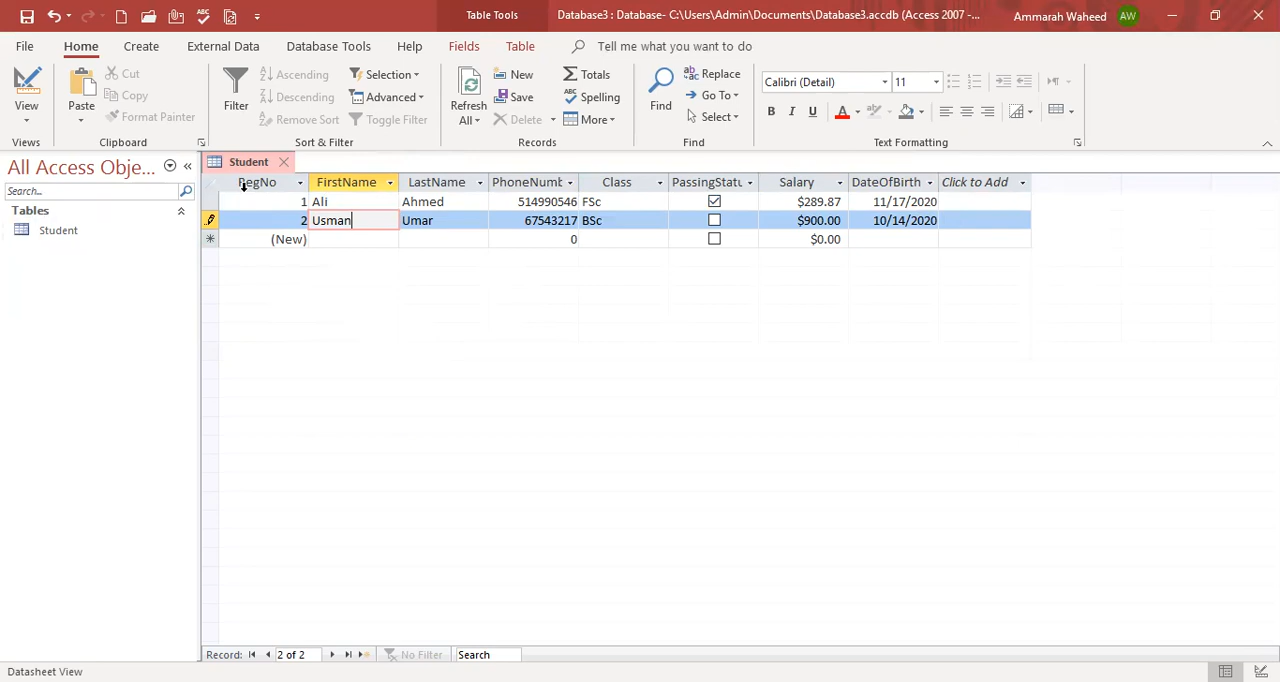 Table Tools
Database3 : Database- C:\Users\Admin\Documents\Database3.accdb (Access 2007 -...
Ammarah Waheed
AW
File Home Create External Data Database Tools Help Fields Table Tell me what you want to do
View
Views
Paste
Cut
Copy
Format Painter
Clipboard
Filter
Ascending
Descending
Remove Sort
Selection
Advanced
Toggle Filter
Sort & Filter
Refresh All
New
Save
Delete
Totals
Spelling
More
Records
Find
Replace
Go To
Select
Find
Calibri (Detail) 11
B I U A
Text Formatting
All Access Obje...
Search...
Tables
Student
Student
RegNo FirstName LastName PhoneNumb Class PassingStatu Salary DateOfBirth Click to Add
1 Ali Ahmed 514990546 FSc $289.87 11/17/2020
2 Usman Umar 67543217 BSc $900.00 10/14/2020
(New) 0 $0.00
Record: 2 of 2 No Filter Search
Datasheet View